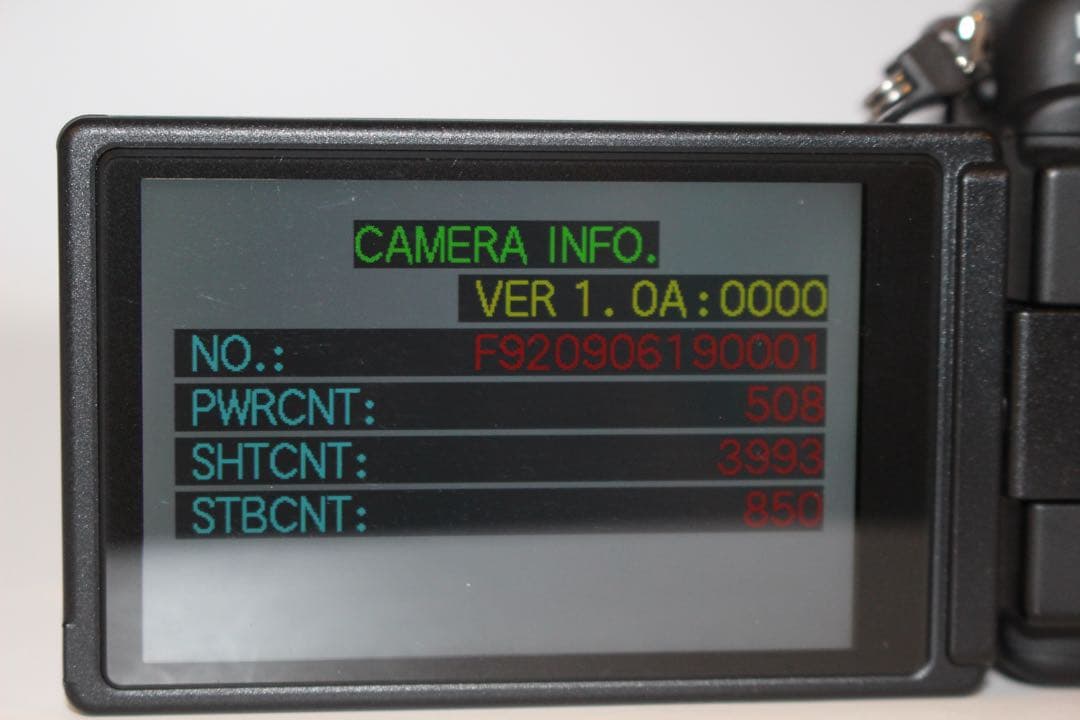 CAMERA INFO.
VER 1.0A:0000
NO.: F920906190001
PWRCNT: 508
SHTCNT: 3993
STBCNT: 850